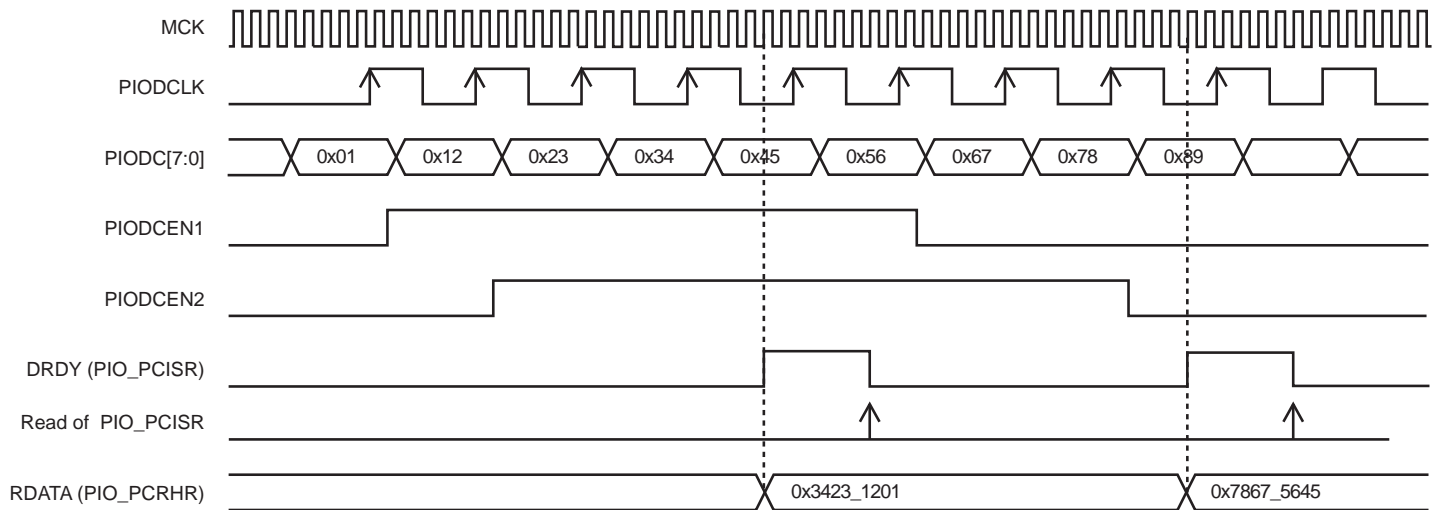 MCK
PIODCLK
PIODC[7:0] 0x01 0x12 0x23 0x34 0x45 0x56 0x67 0x78 0x89
PIODCEN1
PIODCEN2
DRDY (PIO_PCISR)
Read of PIO_PCISR
RDATA (PIO_PCRHR) 0x3423_1201 0x7867_5645